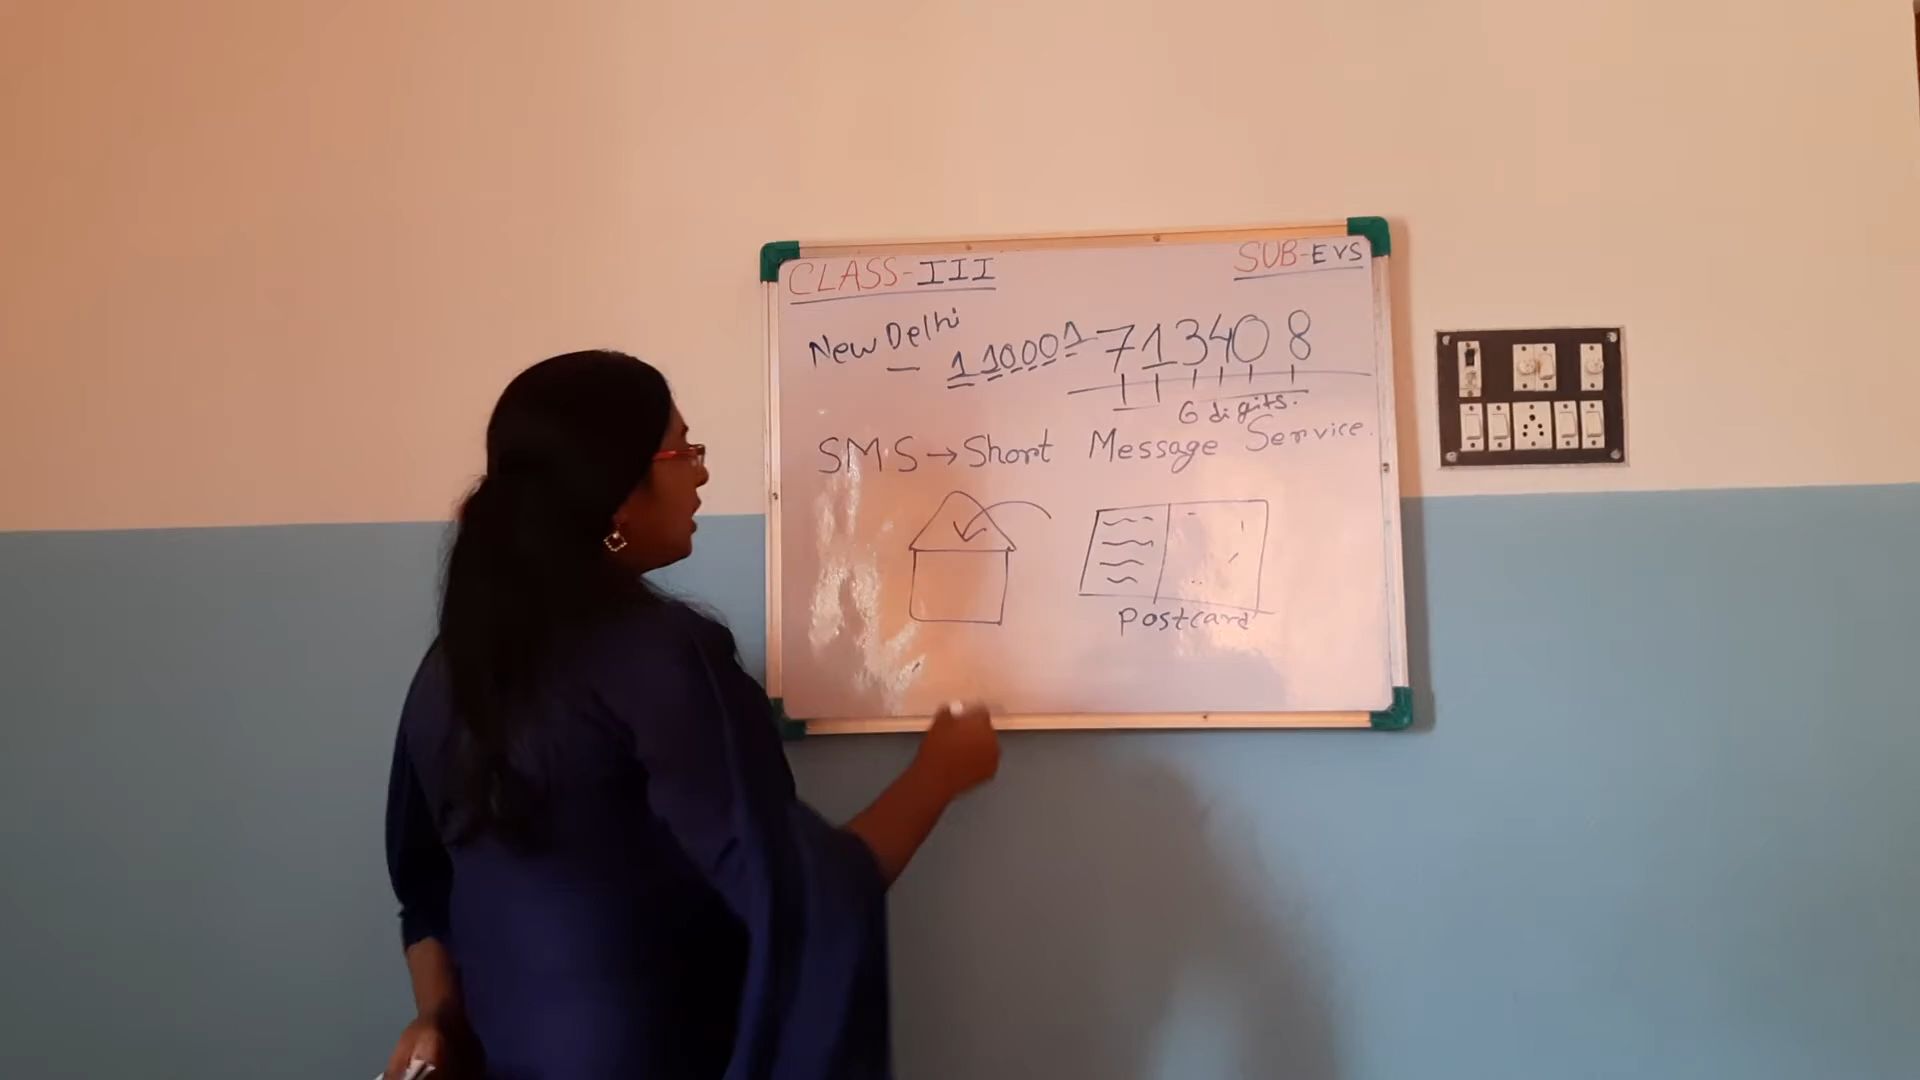 CLASS-III
SUB-EVS
New Delhi
110001
713408
6 digits.
SMS → Short Message Service.
Postcard